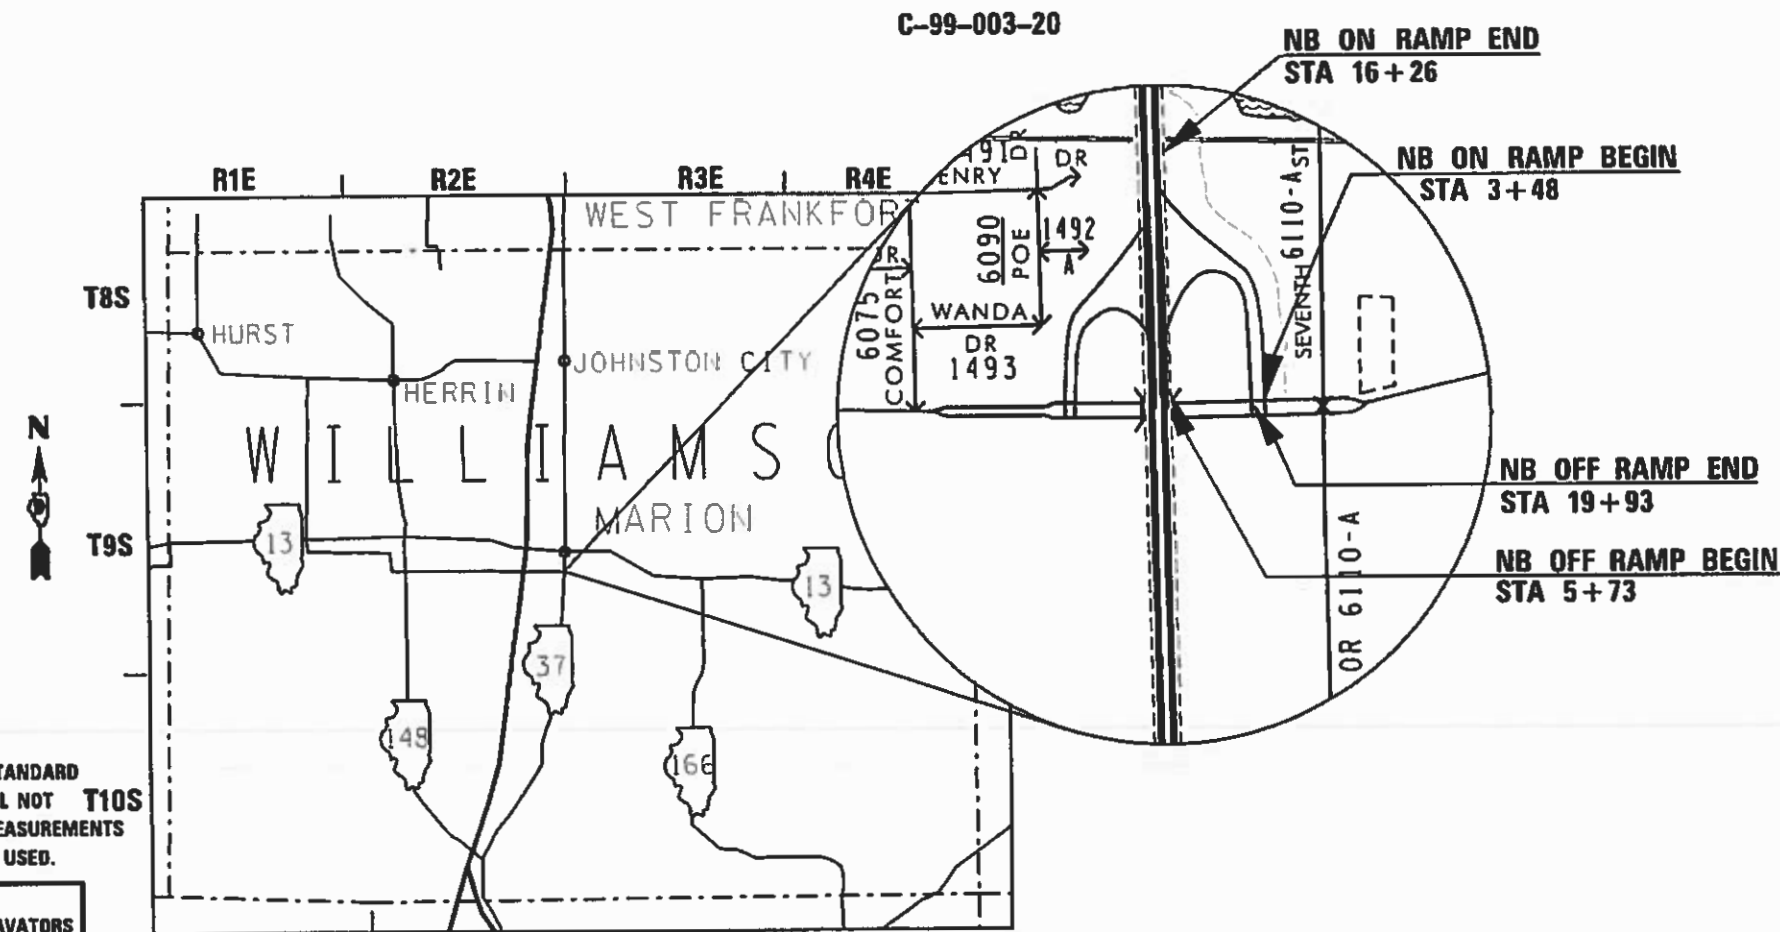 C-99-003-20
NB ON RAMP END
STA 16+26
NB ON RAMP BEGIN
STA 3+48
R1E
R2E
R3E
R4E
WEST FRANKFOR
ENRY
DR
DR
SEVENTH 6110-A ST
6090
POE
1492
A
DR
6075
COMFORT
WANDA
DR
1493
T8S
HURST
JOHNSTON CITY
HERRIN
N
WILLIAMS
MARION
T9S
13
13
NB OFF RAMP END
STA 19+93
NB OFF RAMP BEGIN
STA 5+73
OR 6110-A
37
148
166
TANDARD
L NOT
T10S
EASUREMENTS
USED.
AVATORS